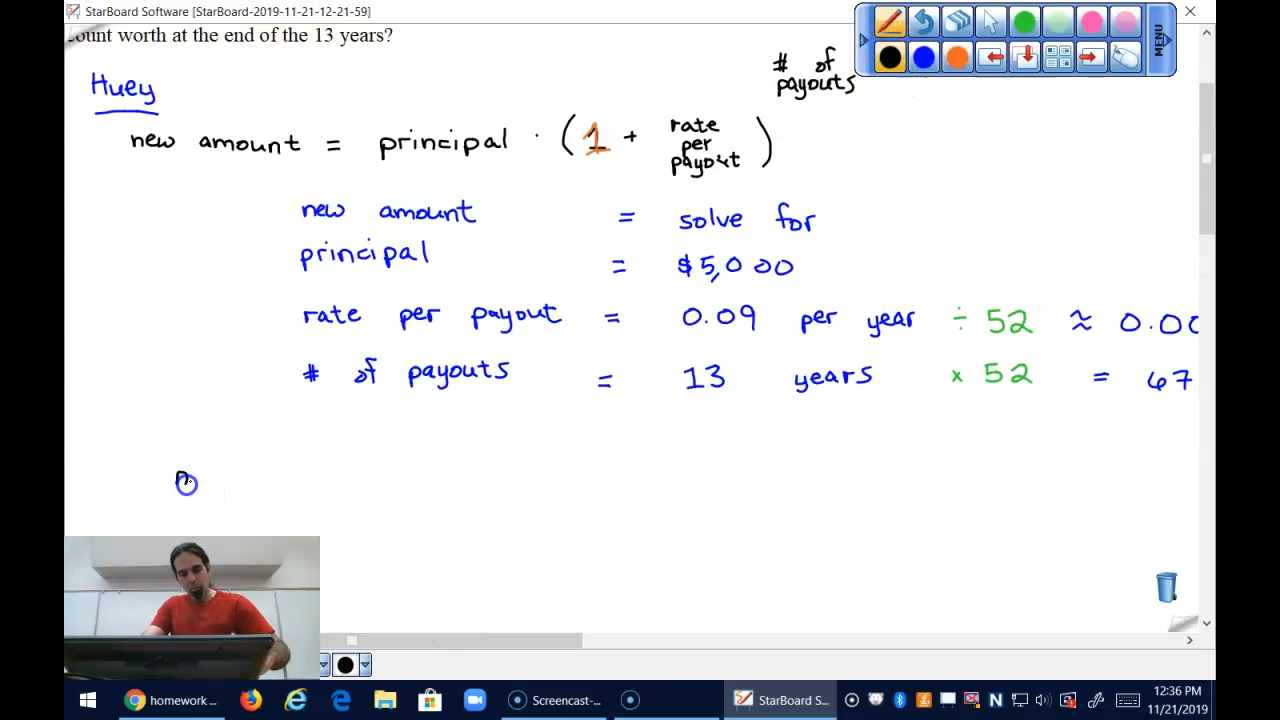 StarBoard Software [StarBoard-2019-11-21-12-21-59]
count worth at the end of the 13 years?
# of
payouts
MENU
Huey
new amount = principal · (1 + rate per payout)
new amount = solve for
principal = $5,000
rate per payout = 0.09 per year ÷ 52 ≈ 0.00
# of payouts = 13 years × 52 = 67
n
homework ...
Screencast-...
StarBoard S...
12:36 PM
11/21/2019